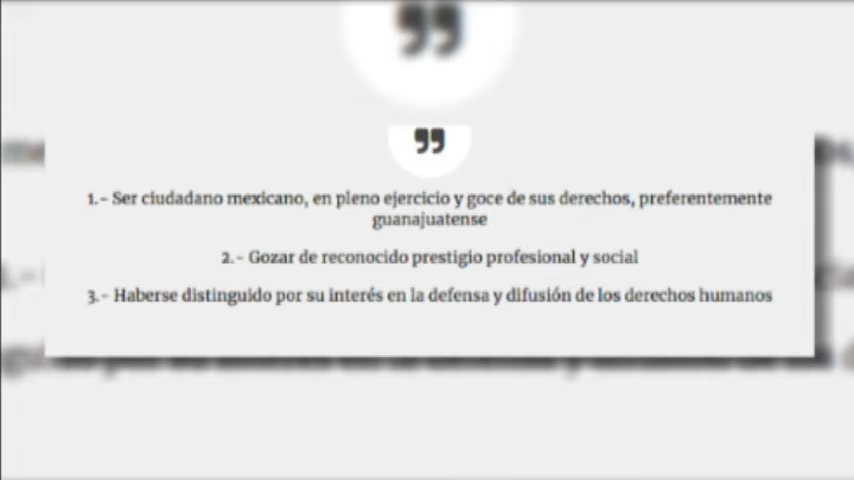 1.- Ser ciudadano mexicano, en pleno ejercicio y goce de sus derechos, preferentemente
guanajuatense
2.- Gozar de reconocido prestigio profesional y social
3.- Haberse distinguido por su interés en la defensa y difusión de los derechos humanos